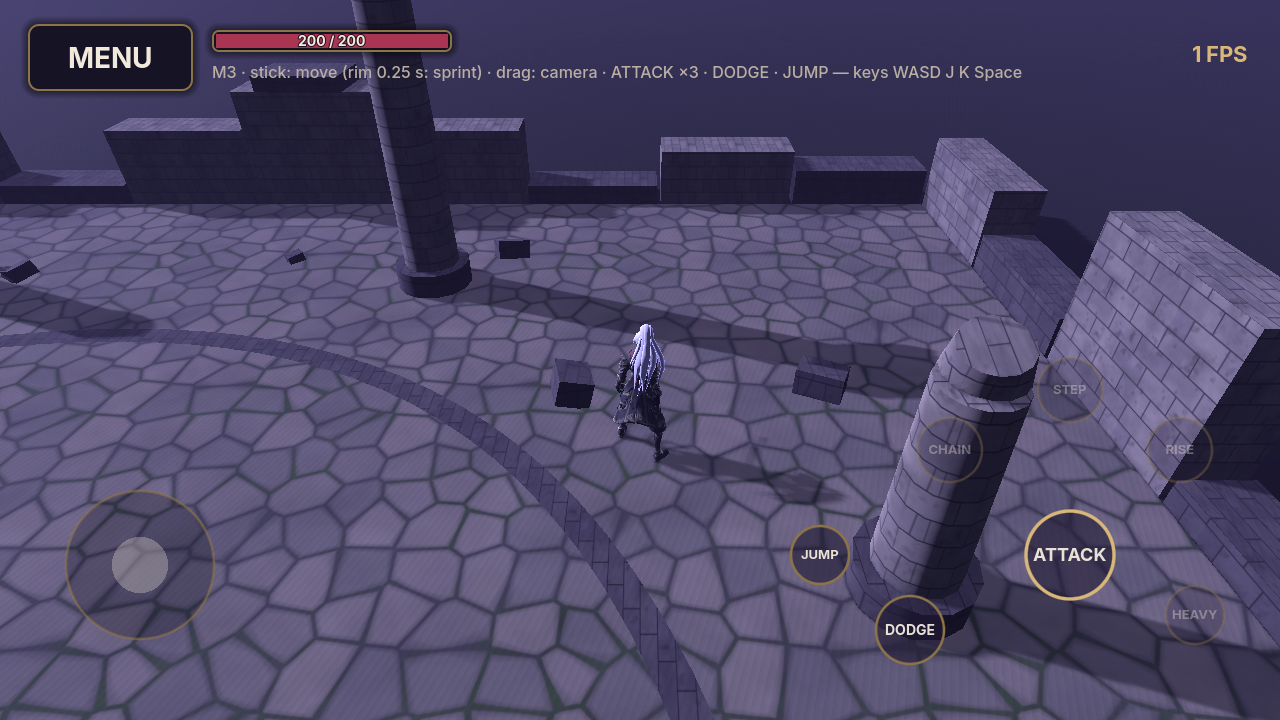 MENU
200 / 200
M3 · stick: move (rim 0.25 s: sprint) · drag: camera · ATTACK ×3 · DODGE · JUMP — keys WASD J K Space
1 FPS
STEP
CHAIN
RISE
JUMP
ATTACK
DODGE
HEAVY